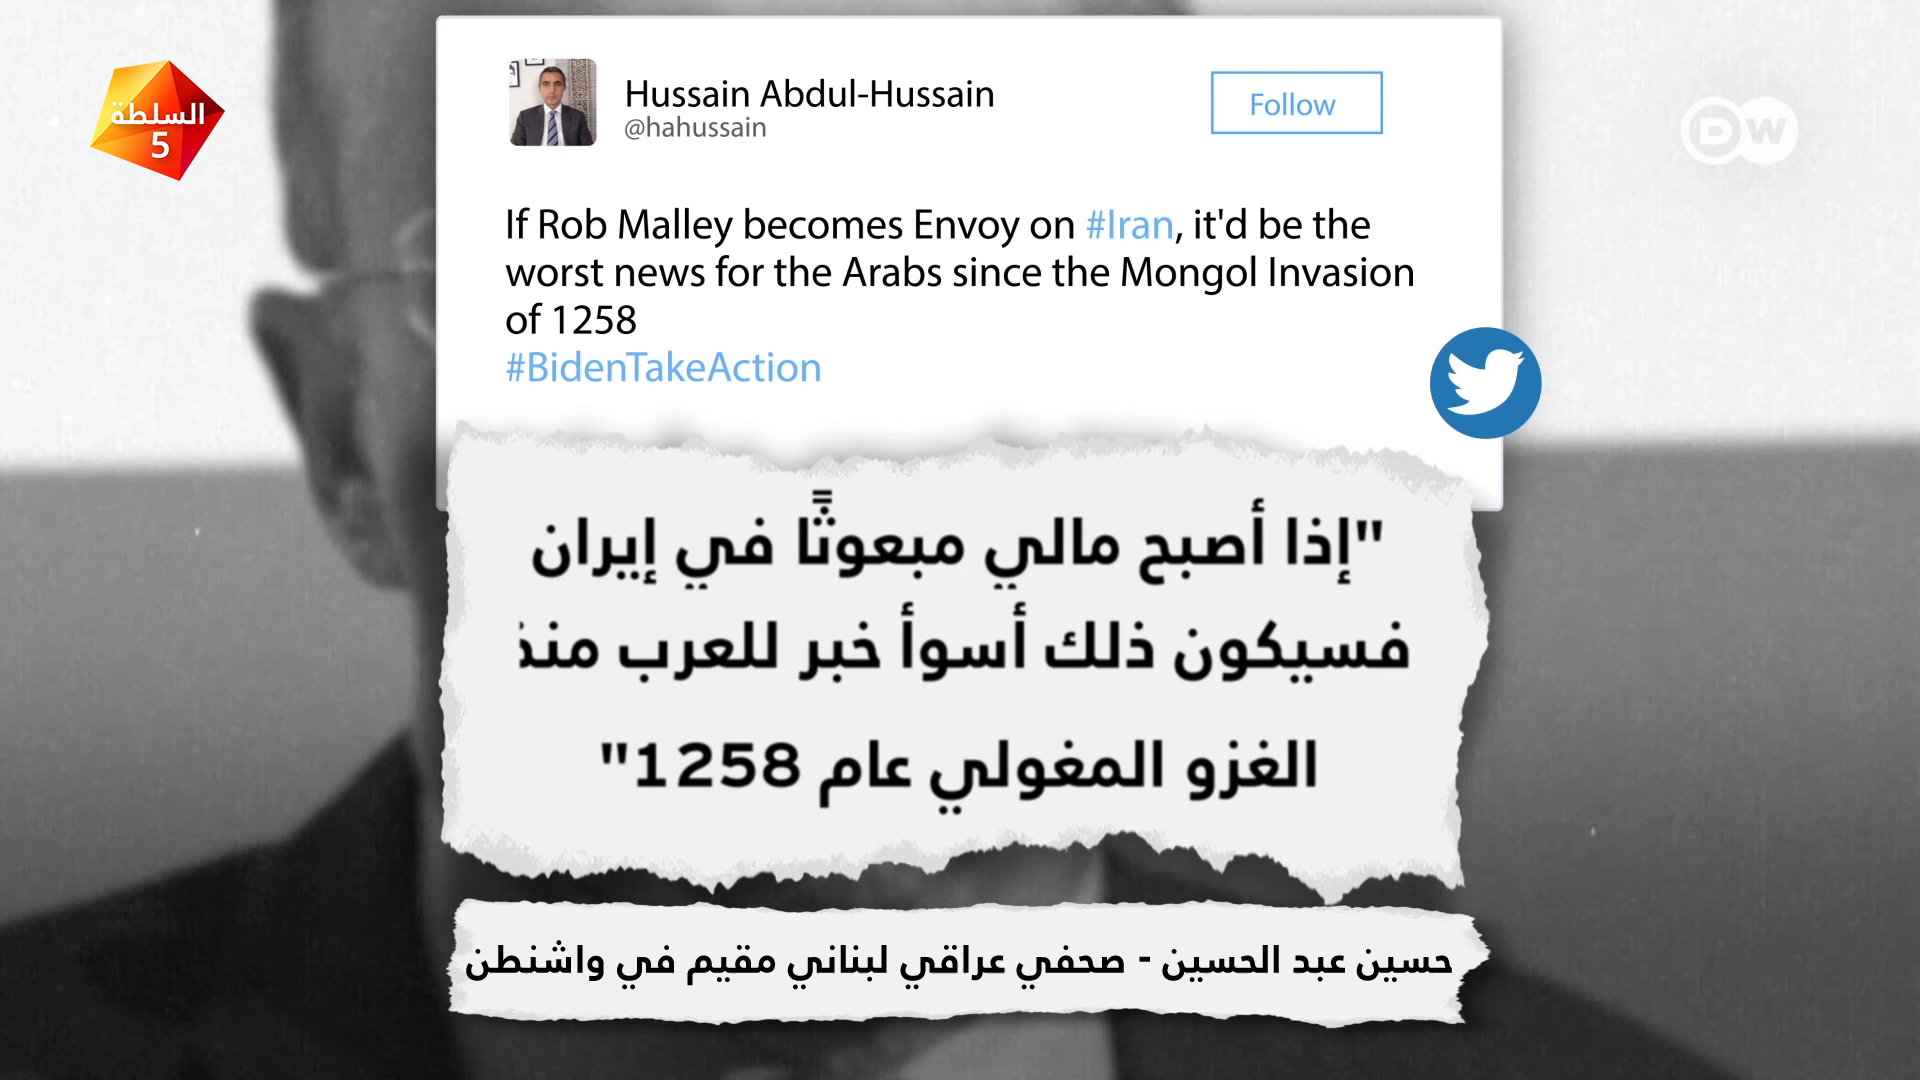 السلطة
5
Hussain Abdul-Hussain
@hahussain
Follow
DW
If Rob Malley becomes Envoy on #Iran, it'd be the
worst news for the Arabs since the Mongol Invasion
of 1258
#BidenTakeAction
"إذا أصبح مالي مبعوثًا في إيران
فسيكون ذلك أسوأ خبر للعرب منذ
الغزو المغولي عام 1258"
حسين عبد الحسين - صحفي عراقي لبناني مقيم في واشنطن